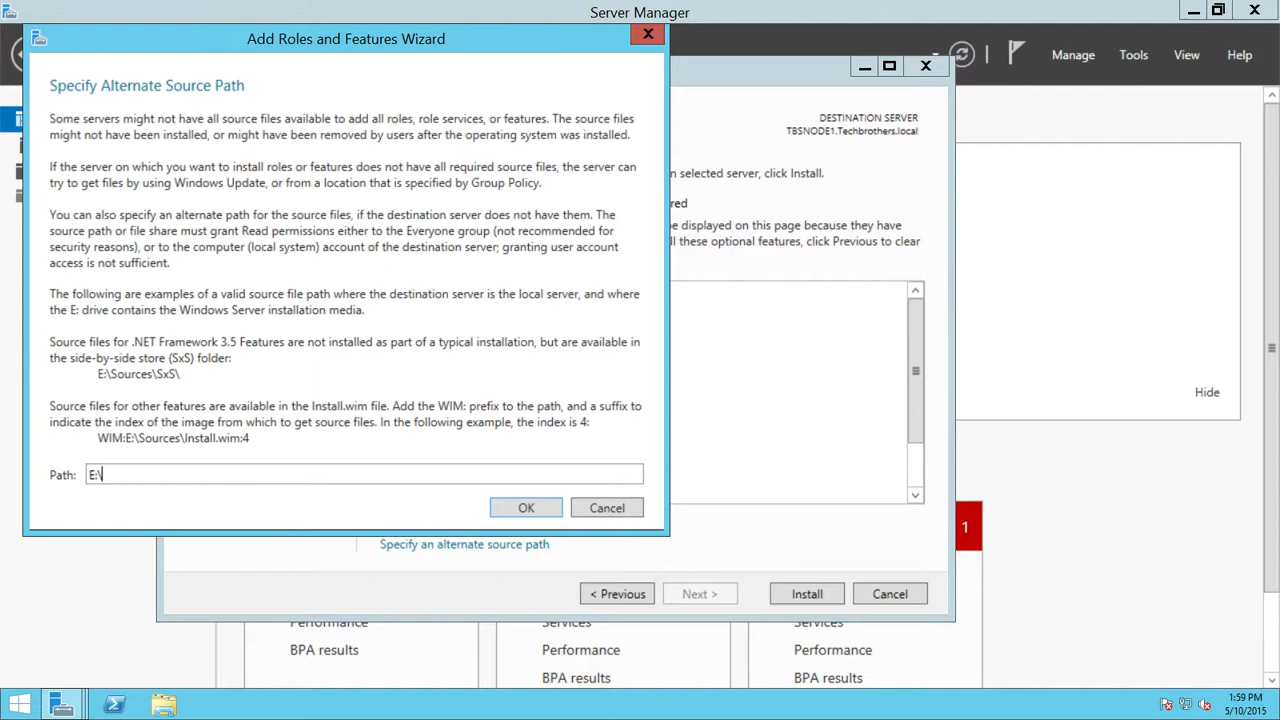 Server Manager
Add Roles and Features Wizard
Manage
Tools
View
Help
Specify Alternate Source Path
Some servers might not have all source files available to add all roles, role services, or features. The source files
might not have been installed, or might have been removed by users after the operating system was installed.
If the server on which you want to install roles or features does not have all required source files, the server can
try to get files by using Windows Update, or from a location that is specified by Group Policy.
You can also specify an alternate path for the source files, if the destination server does not have them. The
source path or file share must grant Read permissions either to the Everyone group (not recommended for
security reasons), or to the computer (local system) account of the destination server; granting user account
access is not sufficient.
The following are examples of a valid source file path where the destination server is the local server, and where
the E: drive contains the Windows Server installation media.
Source files for .NET Framework 3.5 Features are not installed as part of a typical installation, but are available in
the side-by-side store (SxS) folder:
E:\Sources\SxS\
Source files for other features are available in the Install.wim file. Add the WIM: prefix to the path, and a suffix to
indicate the index of the image from which to get source files. In the following example, the index is 4:
WIM:E:\Sources\Install.wim:4
Path: E:\
OK
Cancel
DESTINATION SERVER
TBSNODE1.Techbrothers.local
n selected server, click Install.
red
be displayed on this page because they have
ll these optional features, click Previous to clear
Hide
Specify an alternate source path
< Previous
Next >
Install
Cancel
1
Performance
BPA results
Services
Performance
BPA results
Services
Performance
BPA results
1:59 PM
5/10/2015